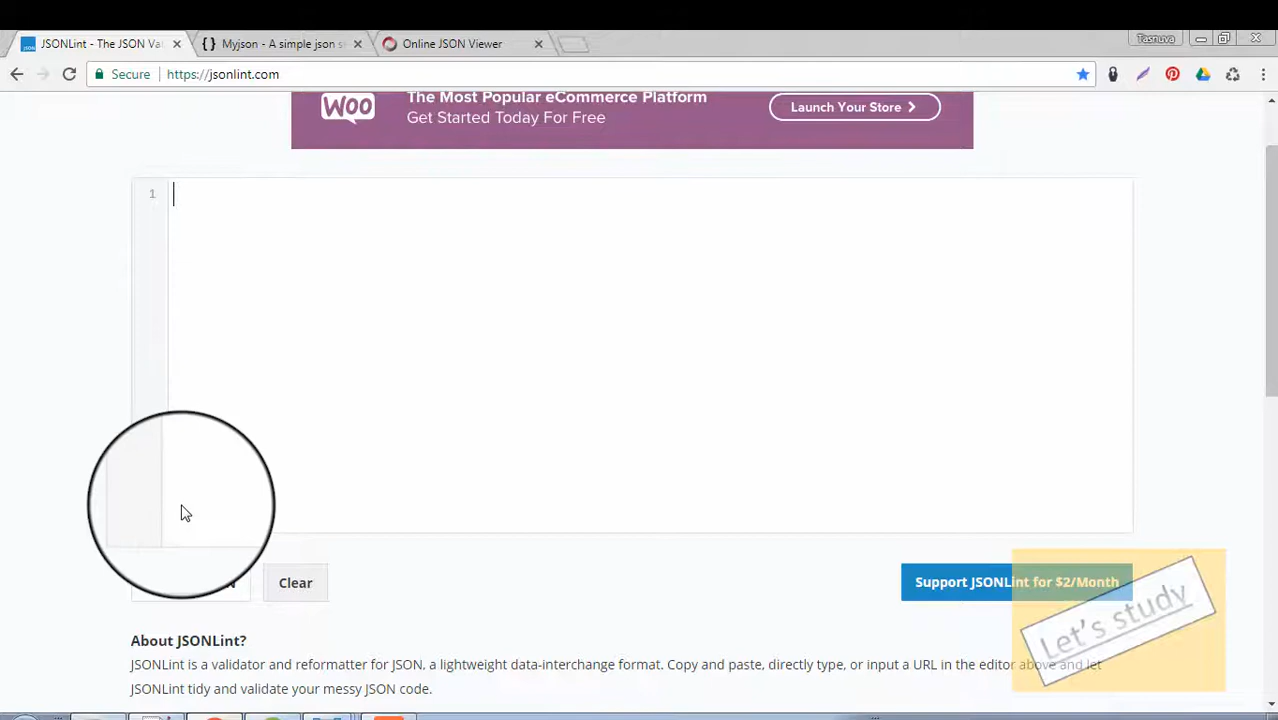 JSONLint - The JSON Va
Myjson - A simple json s
Online JSON Viewer
Tasnuva
Secure
https://jsonlint.com
WOO
The Most Popular eCommerce Platform
Get Started Today For Free
Launch Your Store
1
Clear
Support JSONLint for $2/Month
Let's study
About JSONLint?
JSONLint is a validator and reformatter for JSON, a lightweight data-interchange format. Copy and paste, directly type, or input a URL in the editor above and let
JSONLint tidy and validate your messy JSON code.